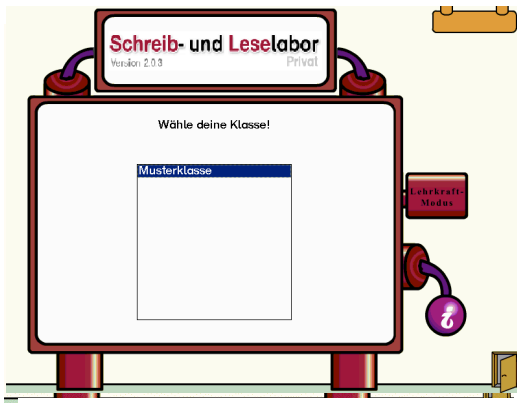 Schreib- und Leselabor
Version 2.0.3
Privat
Wähle deine Klasse!
Musterklasse
Lehrkraft-
Modus
i